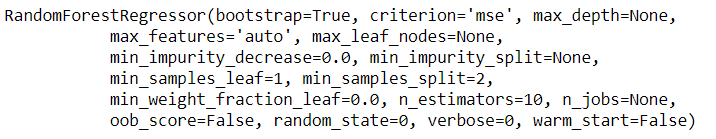 RandomForestRegressor(bootstrap=True, criterion='mse', max_depth=None,
max_features='auto', max_leaf_nodes=None,
min_impurity_decrease=0.0, min_impurity_split=None,
min_samples_leaf=1, min_samples_split=2,
min_weight_fraction_leaf=0.0, n_estimators=10, n_jobs=None,
oob_score=False, random_state=0, verbose=0, warm_start=False)